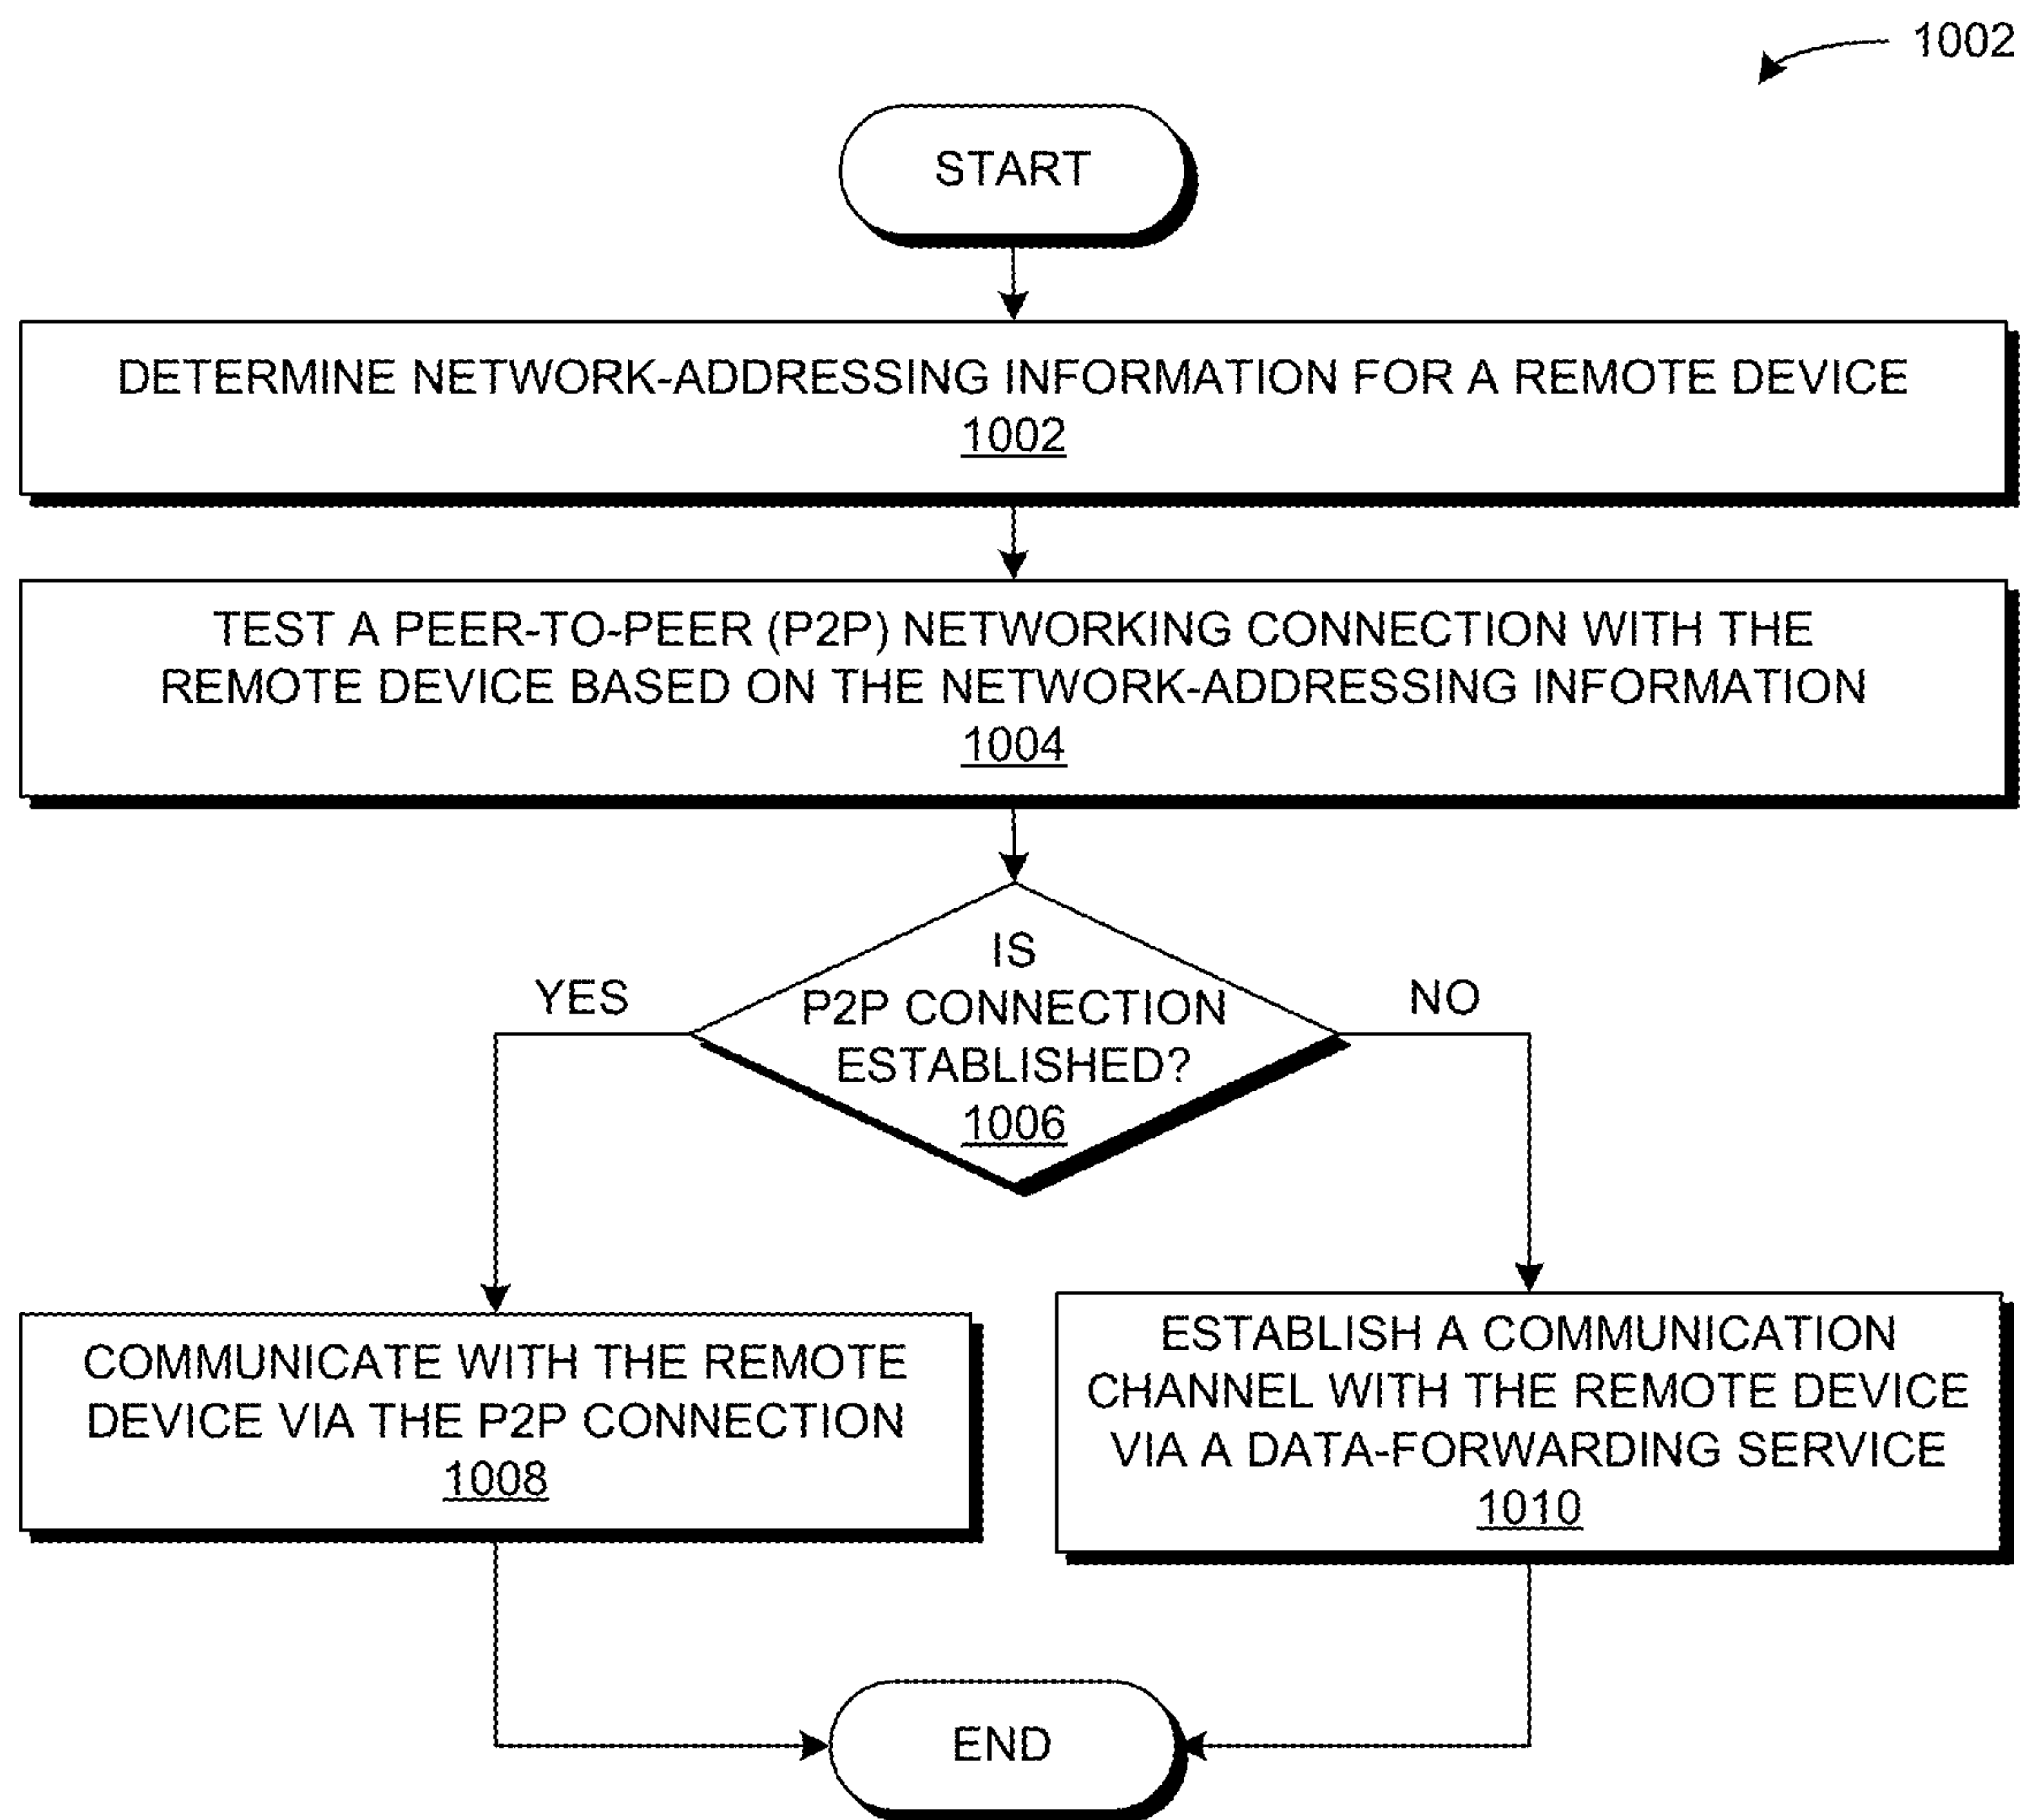 1002
START
DETERMINE NETWORK-ADDRESSING INFORMATION FOR A REMOTE DEVICE
1002
TEST A PEER-TO-PEER (P2P) NETWORKING CONNECTION WITH THE
REMOTE DEVICE BASED ON THE NETWORK-ADDRESSING INFORMATION
1004
IS
P2P CONNECTION
ESTABLISHED?
1006
YES
NO
COMMUNICATE WITH THE REMOTE
DEVICE VIA THE P2P CONNECTION
1008
ESTABLISH A COMMUNICATION
CHANNEL WITH THE REMOTE DEVICE
VIA A DATA-FORWARDING SERVICE
1010
END